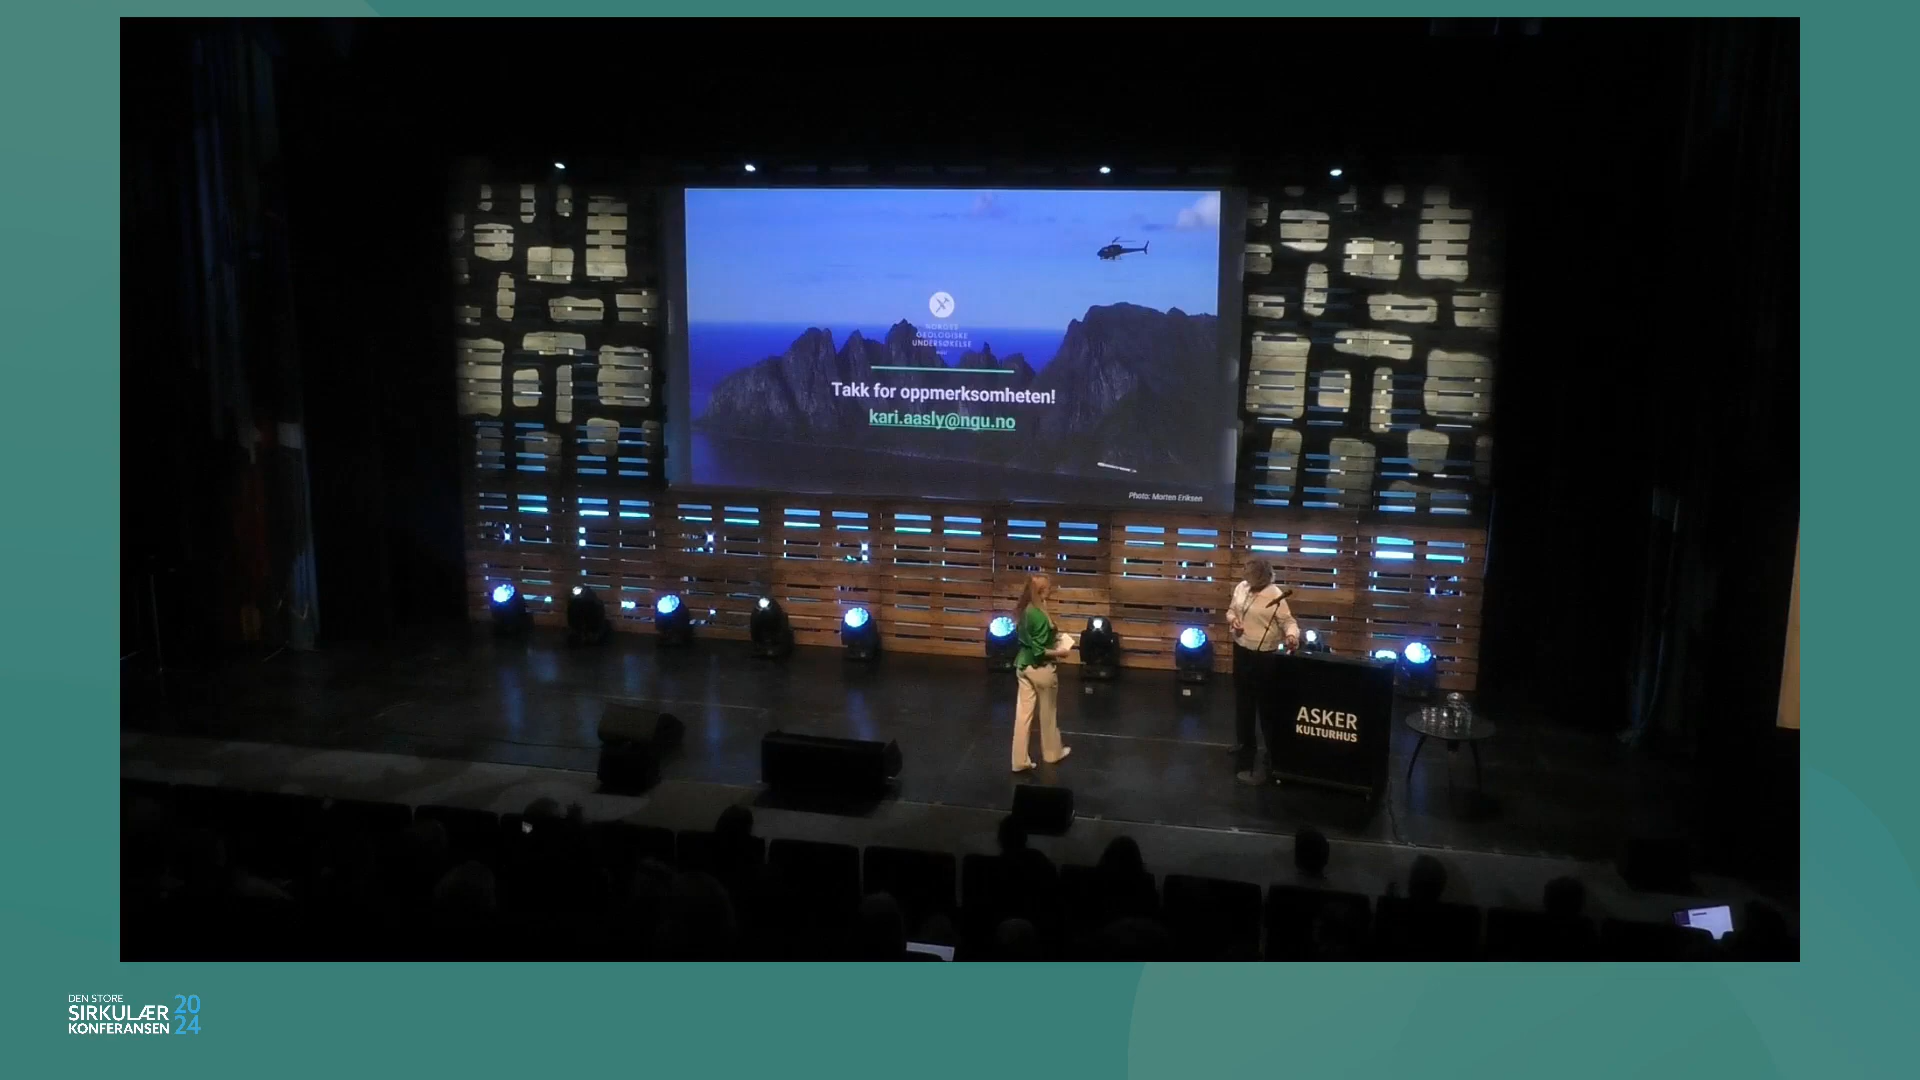 NORGES
GEOLOGISKE
UNDERSØKELSE
Takk for oppmerksomheten!
kari.aasly@ngu.no
Photo: Morten Eriksen
ASKER
KULTURHUS
DEN STORE
SIRKULÆR
KONFERANSEN
20
24